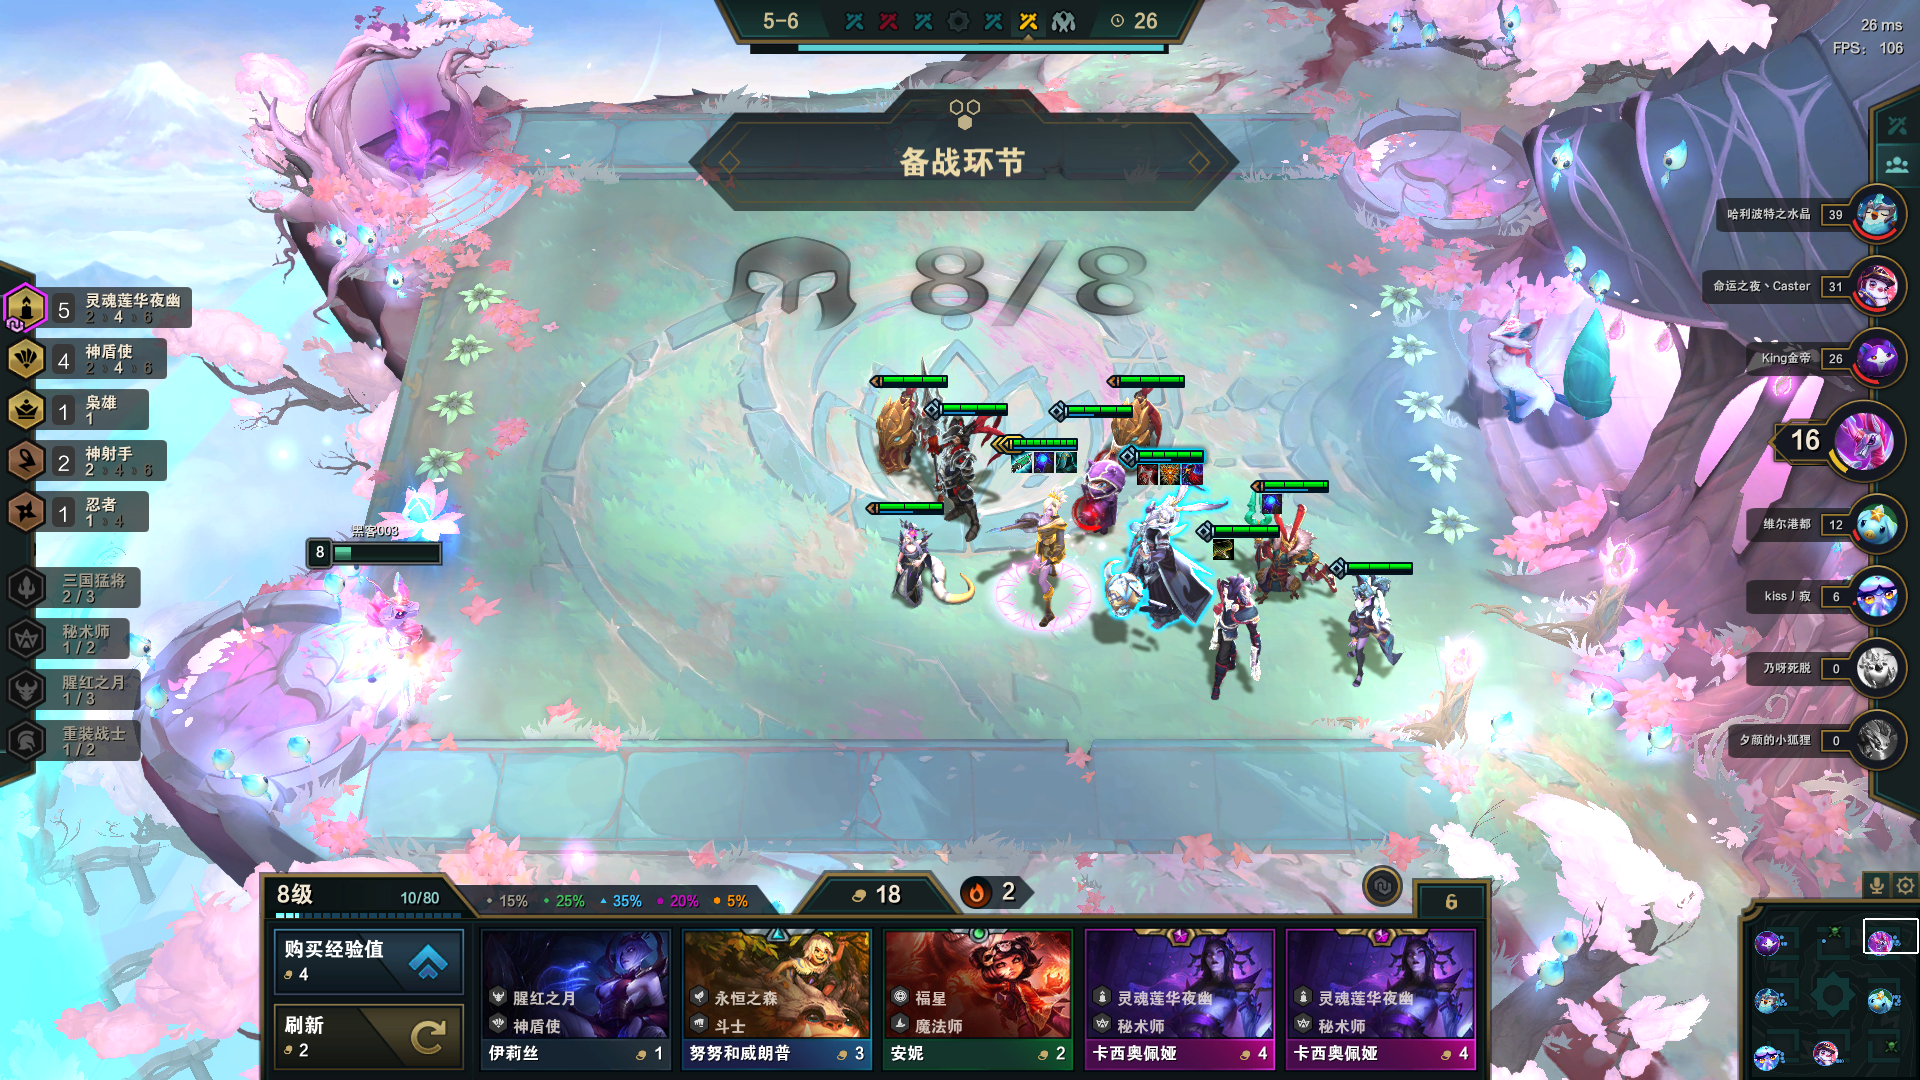 5-6
26
26 ms
FPS: 106
备战环节
8/8
哈利波特之水晶 39
命运之夜丶Caster 31
King金帝 26
16
维尔港都 12
kiss丿寂 6
乃呀死脱 0
夕颜的小狐狸 0
5 灵魂莲华夜幽
2 4 6
4 神盾使
2 4 6
1 枭雄
1
2 神射手
2 4 6
1 忍者
1 4
三国猛将
2 / 3
秘术师
1 / 2
腥红之月
1 / 3
重装战士
1 / 2
黑客003
8
8级 10/80
15% 25% 35% 20% 5%
18
2
6
购买经验值
4
刷新
2
腥红之月
神盾使
伊莉丝 1
永恒之森
斗士
努努和威朗普 3
福星
魔法师
安妮 2
灵魂莲华夜幽
秘术师
卡西奥佩娅 4
灵魂莲华夜幽
秘术师
卡西奥佩娅 4